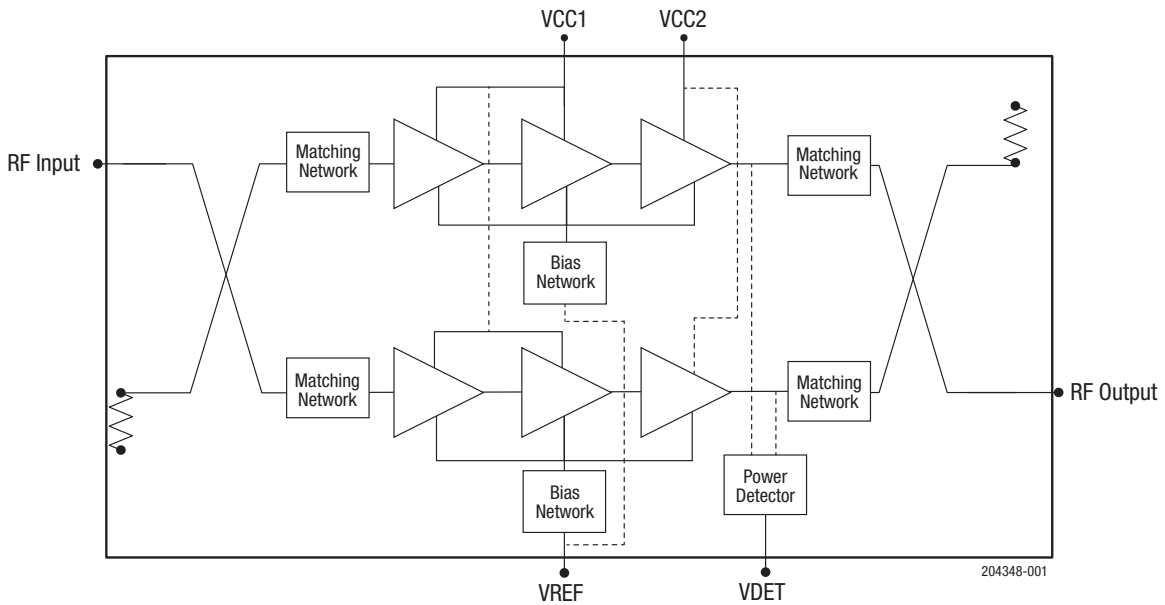 VCC1
VCC2
RF Input
Matching
Network
Matching
Network
Bias
Network
Matching
Network
Matching
Network
RF Output
Bias
Network
Power
Detector
204348-001
VREF
VDET